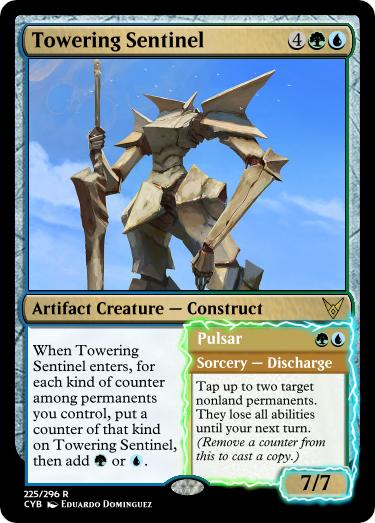 Towering Sentinel 4
Artifact Creature — Construct
When Towering
Sentinel enters, for
each kind of counter
among permanents
you control, put a
counter of that kind
on Towering Sentinel,
then add or .
Pulsar
Sorcery — Discharge
Tap up to two target
nonland permanents.
They lose all abilities
until your next turn.
(Remove a counter from
this to cast a copy.)
7/7
225/296 R
CYB Eduardo Dominguez